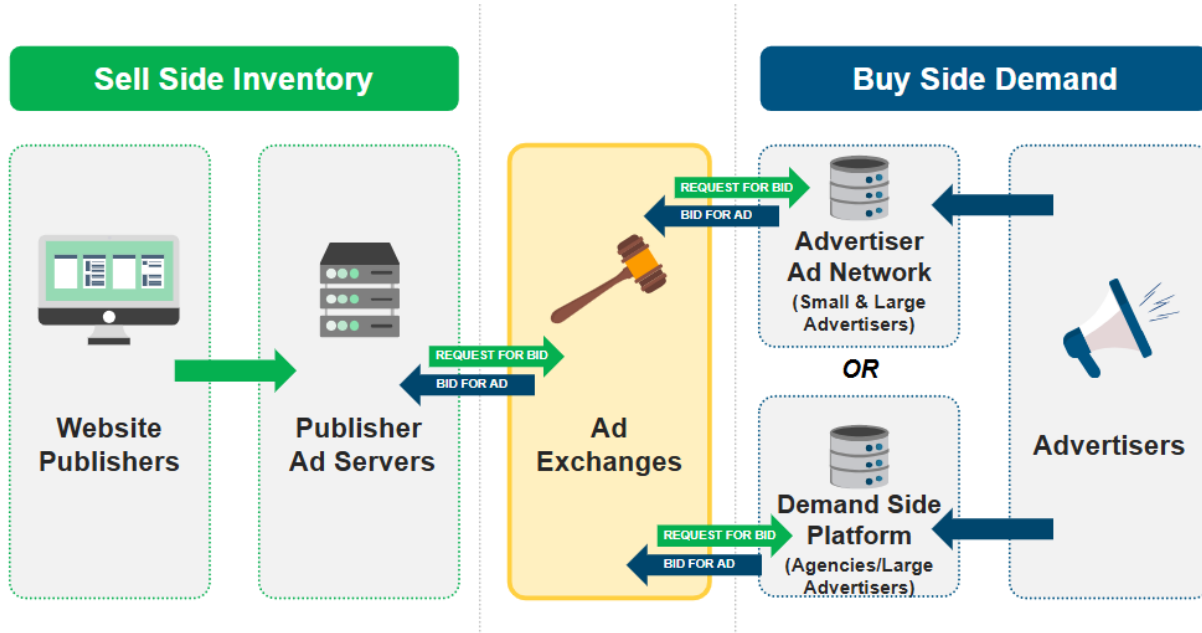 Sell Side Inventory
Buy Side Demand
Website
Publishers
Publisher
Ad Servers
REQUEST FOR BID
BID FOR AD
Ad
Exchanges
REQUEST FOR BID
BID FOR AD
Advertiser
Ad Network
(Small & Large
Advertisers)
OR
REQUEST FOR BID
BID FOR AD
Demand Side
Platform
(Agencies/Large
Advertisers)
Advertisers